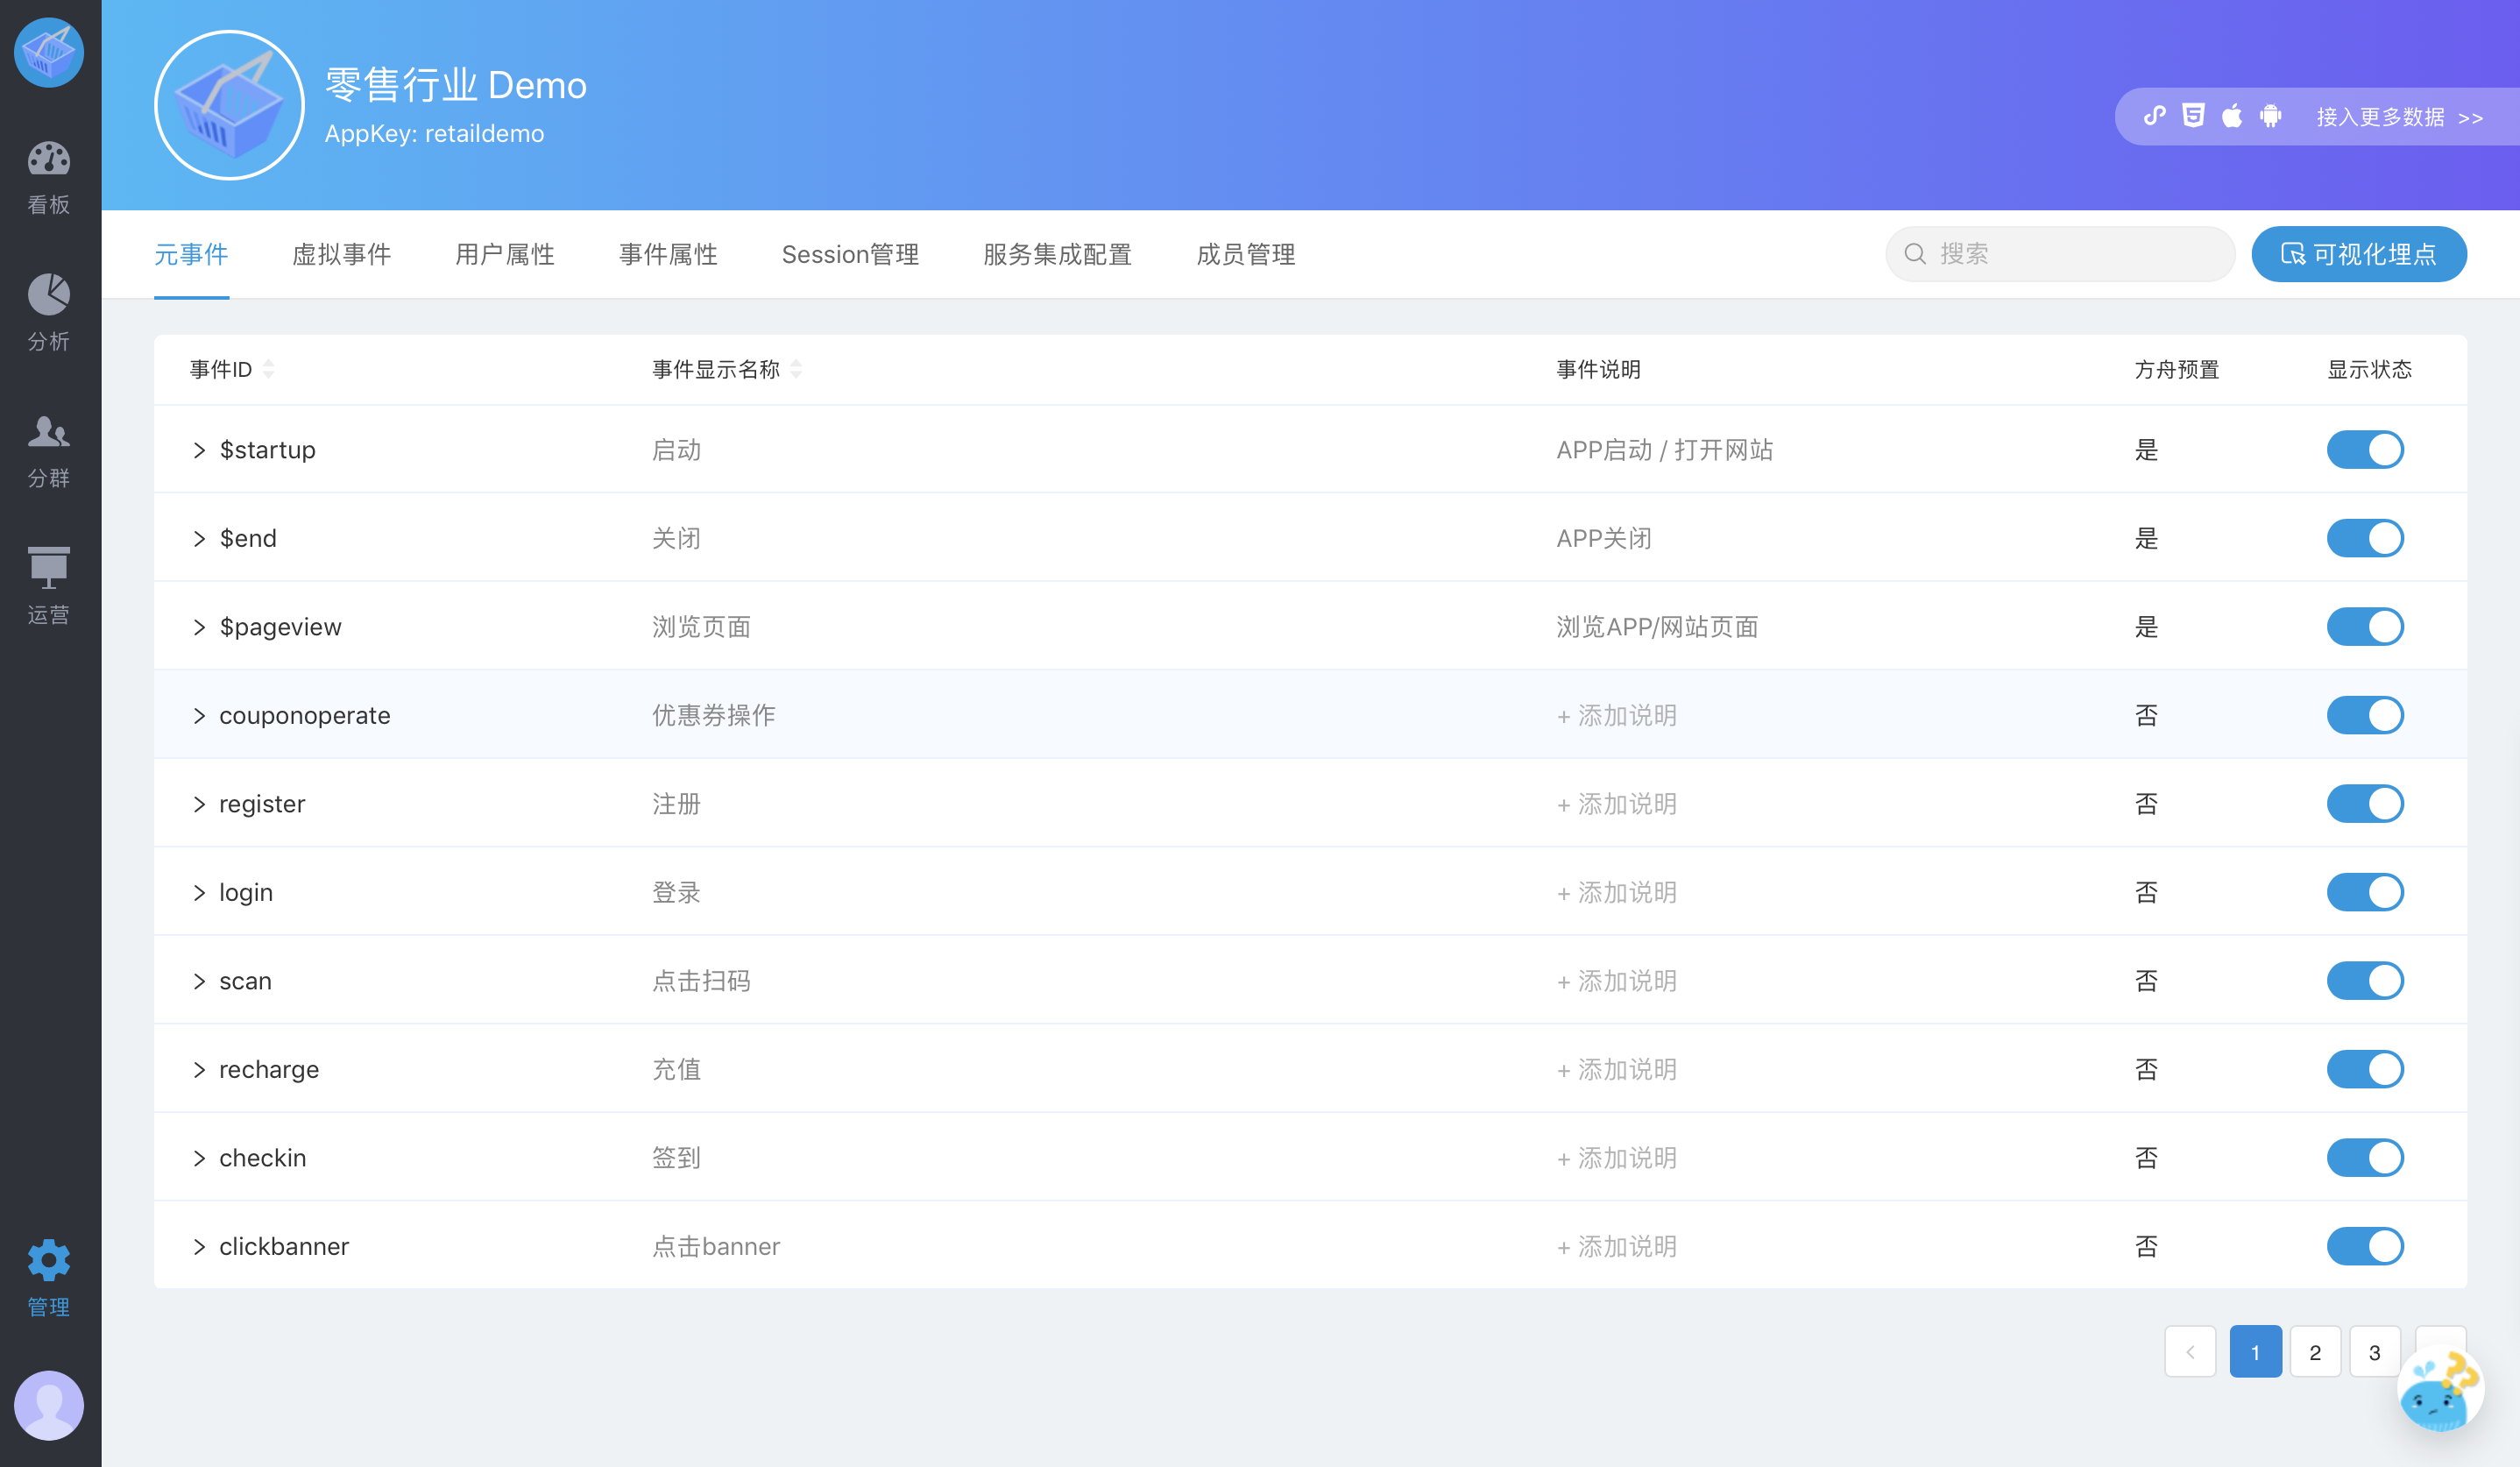 零售行业 Demo
AppKey: retaildemo
接入更多数据 >>
看板
分析
分群
运营
管理
元事件 虚拟事件 用户属性 事件属性 Session管理 服务集成配置 成员管理 搜索 可视化埋点
事件ID 事件显示名称 事件说明 方舟预置 显示状态
$startup 启动 APP启动 / 打开网站 是
$end 关闭 APP关闭 是
$pageview 浏览页面 浏览APP/网站页面 是
couponoperate 优惠券操作 + 添加说明 否
register 注册 + 添加说明 否
login 登录 + 添加说明 否
scan 点击扫码 + 添加说明 否
recharge 充值 + 添加说明 否
checkin 签到 + 添加说明 否
clickbanner 点击banner + 添加说明 否
1 2 3